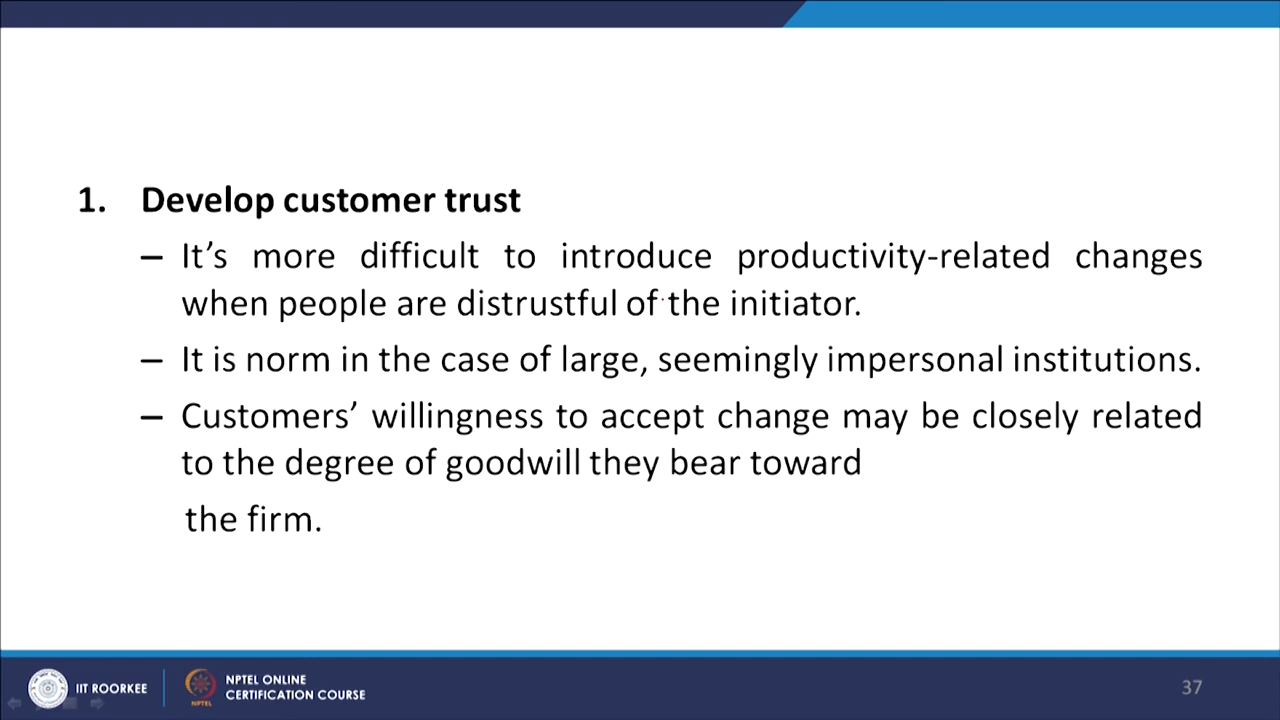 1. Develop customer trust
– It’s more difficult to introduce productivity-related changes
when people are distrustful of the initiator.
– It is norm in the case of large, seemingly impersonal institutions.
– Customers’ willingness to accept change may be closely related
to the degree of goodwill they bear toward
the firm.
IIT ROORKEE
NPTEL
NPTEL ONLINE
CERTIFICATION COURSE
37